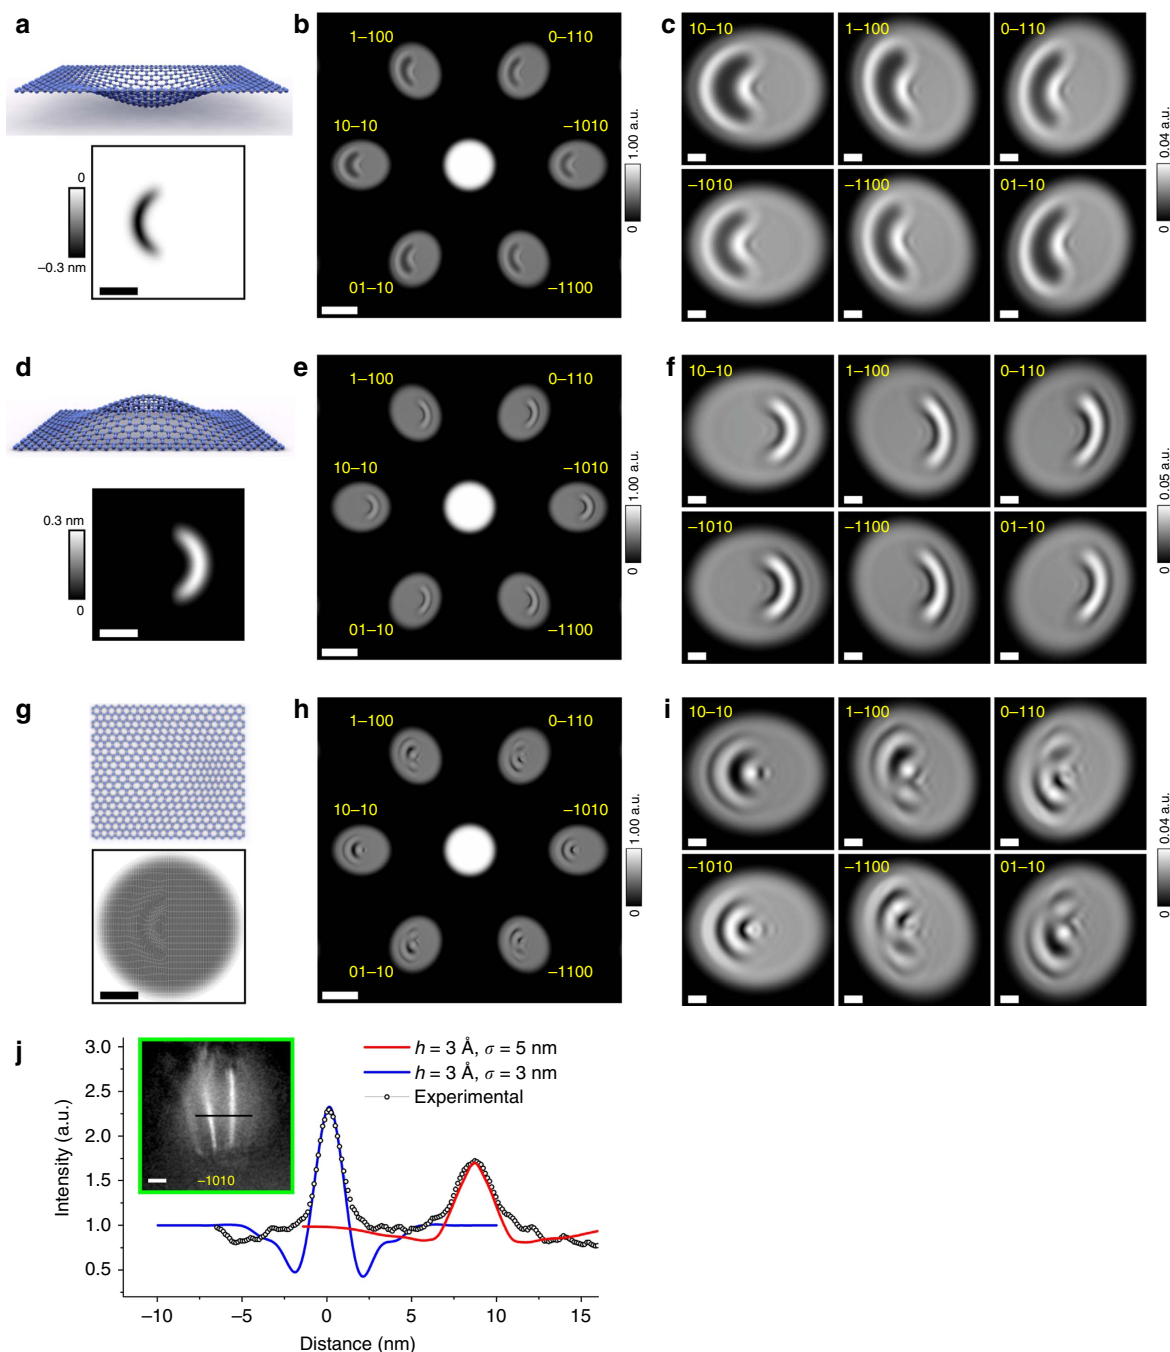 a
0
–0.3 nm
b
1–100
0–110
10–10
–1010
01–10
–1100
1.00 a.u.
0
c
10–10
1–100
0–110
–1010
–1100
01–10
0.04 a.u.
0
d
0.3 nm
0
e
1–100
0–110
10–10
–1010
01–10
–1100
1.00 a.u.
0
f
10–10
1–100
0–110
–1010
–1100
01–10
0.05 a.u.
0
g
h
1–100
0–110
10–10
–1010
01–10
–1100
1.00 a.u.
0
i
10–10
1–100
0–110
–1010
–1100
01–10
0.04 a.u.
0
j
Intensity (a.u.)
3.0
2.5
2.0
1.5
1.0
0.5
–1010
h = 3 Å, σ = 5 nm
h = 3 Å, σ = 3 nm
Experimental
–10
–5
0
5
10
15
Distance (nm)